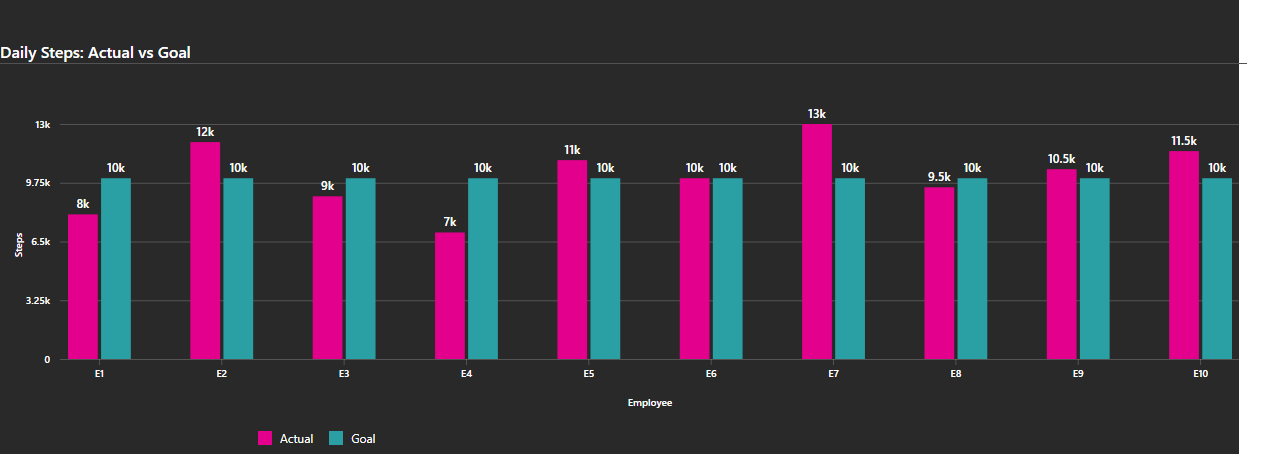 Daily Steps: Actual vs Goal
13k
13k
12k
11.5k
11k
10.5k
10k 10k 10k 10k 10k 10k 10k 10k 10k 10k 10k
9.5k
9k
9.75k
8k
7k
6.5k
Steps
3.25k
0
E1 E2 E3 E4 E5 E6 E7 E8 E9 E10
Employee
Actual Goal